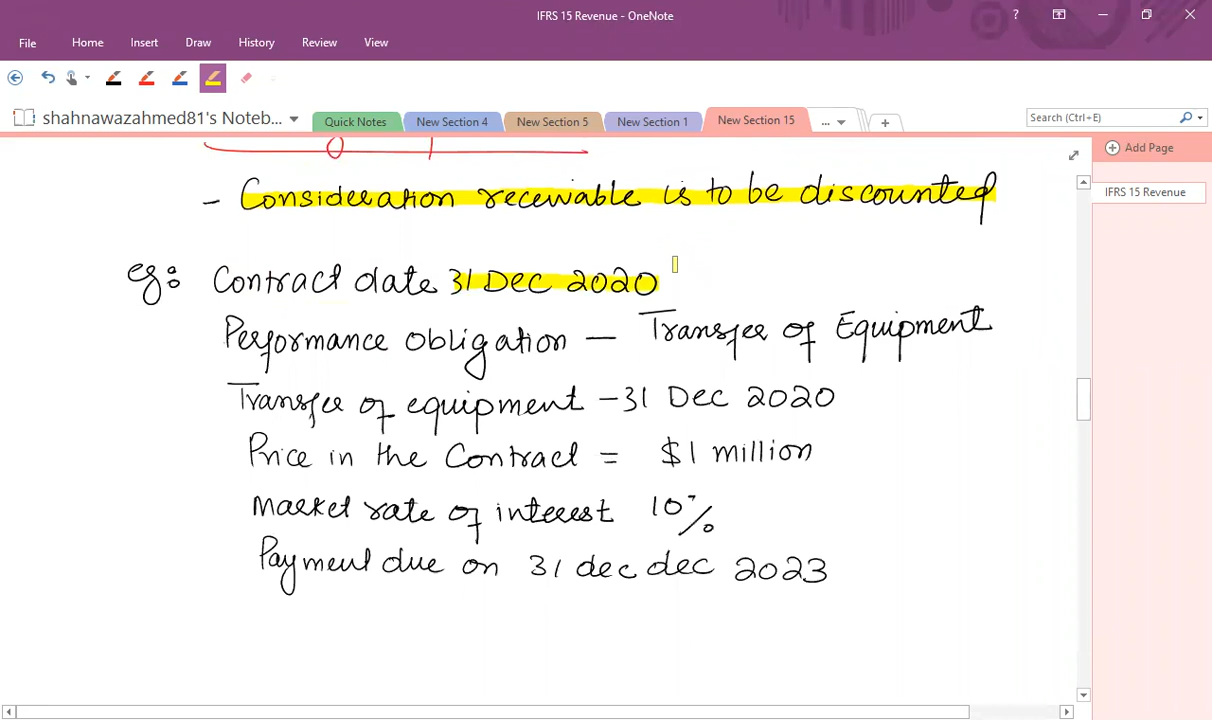 IFRS 15 Revenue - OneNote
?
File Home Insert Draw History Review View
shahnawazahmed81's Noteb... Quick Notes New Section 4 New Section 5 New Section 1 New Section 15 ... + Search (Ctrl+E)
Add Page
IFRS 15 Revenue
- Consideration receivable is to be discounted
eg: Contract date 31 Dec 2020
Performance obligation - Transfer of Equipment
Transfer of equipment - 31 Dec 2020
Price in the Contract = $1 million
Market rate of interest 10%
Payment due on 31 dec dec 2023